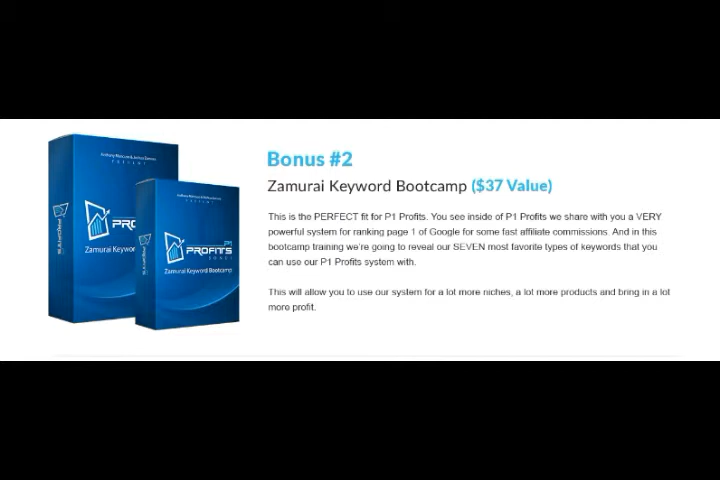 Bonus #2
Zamurai Keyword Bootcamp ($37 Value)
This is the PERFECT fit for P1 Profits. You see inside of P1 Profits we share with you a VERY
powerful system for ranking page 1 of Google for some fast affiliate commissions. And in this
bootcamp training we're going to reveal our SEVEN most favorite types of keywords that you
can use our P1 Profits system with.
This will allow you to use our system for a lot more niches, a lot more products and bring in a lot
more profit.
PRO
Zamurai Keywo
P1
PROFITS
Zamurai Keyword Bootcamp